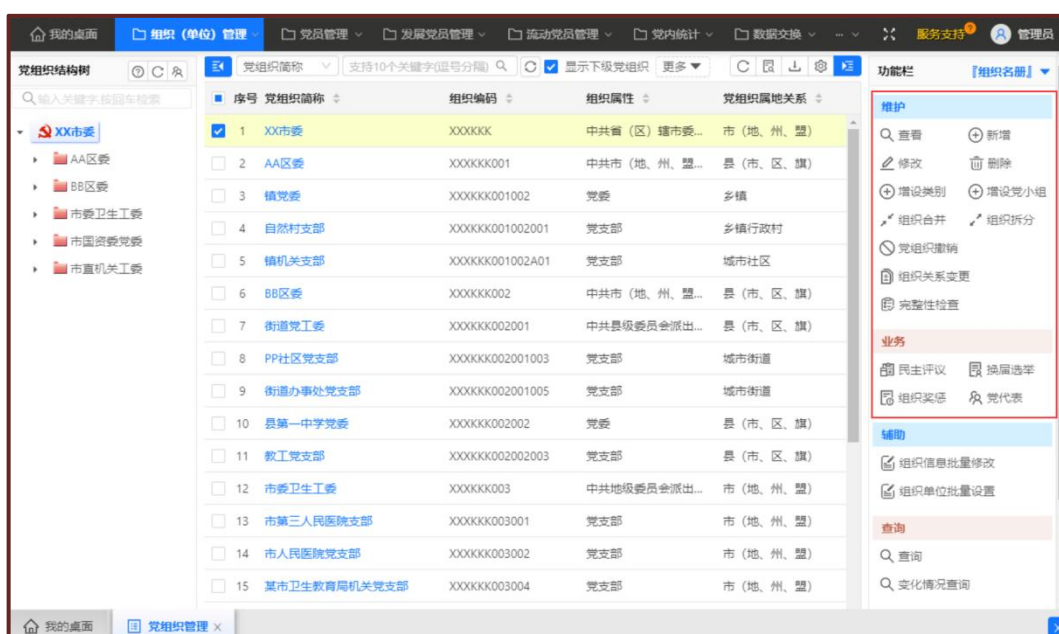 我的桌面 组织（单位）管理 党员管理 发展党员管理 流动党员管理 党内统计 数据交换 ... 服务支持 管理员
党组织结构树
输入关键字,按回车检索
XX市委
AA区委
BB区委
市委卫生工委
市国资委党委
市直机关工委
党组织简称 支持10个关键字(逗号分隔) 显示下级党组织 更多▼
序号 党组织简称 组织编码 组织属性 党组织属地关系
1 XX市委 XXXKKK 中共省（区）辖市委... 市（地、州、盟）
2 AA区委 XXXKKK001 中共市（地、州、盟... 县（市、区、旗）
3 镇党委 XXXKKK001002 党委 乡镇
4 自然村支部 XXXKKK001002001 党支部 乡镇行政村
5 镇机关支部 XXXKKK001002A01 党支部 城市社区
6 BB区委 XXXKKK002 中共市（地、州、盟... 县（市、区、旗）
7 街道党工委 XXXKKK002001 中共县级委员会派出... 县（市、区、旗）
8 PP社区党支部 XXXKKK002001003 党支部 城市街道
9 街道办事处党支部 XXXKKK002001005 党支部 城市街道
10 县第一中学党委 XXXKKK002002 党委 县（市、区、旗）
11 教工党支部 XXXKKK002002003 党支部 县（市、区、旗）
12 市委卫生工委 XXXKKK003 中共地级委员会派出... 市（地、州、盟）
13 市第三人民医院支部 XXXKKK003001 党支部 市（地、州、盟）
14 市人民医院党支部 XXXKKK003002 党支部 市（地、州、盟）
15 某市卫生教育局机关党支部 XXXKKK003004 党支部 市（地、州、盟）
功能栏 『组织名册』▼
维护
查看 新增
修改 删除
增设类别 增设党小组
组织合并 组织拆分
党组织撤销
组织关系变更
完整性检查
业务
民主评议 换届选举
组织奖惩 党代表
辅助
组织信息批量修改
组织单位批量设置
查询
查询
变化情况查询
我的桌面 党组织管理 ×